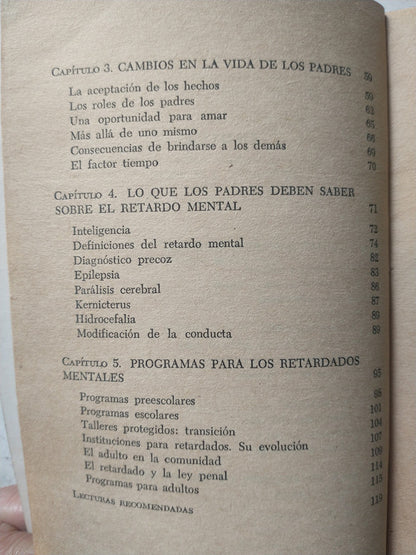 CAPÍTULO 3. CAMBIOS EN LA VIDA DE LOS PADRES 59
La aceptación de los hechos 59
Los roles de los padres 63
Una oportunidad para amar 65
Más allá de uno mismo 66
Consecuencias de brindarse a los demás 69
El factor tiempo 70
CAPÍTULO 4. LO QUE LOS PADRES DEBEN SABER
SOBRE EL RETARDO MENTAL 71
Inteligencia 72
Definiciones del retardo mental 74
Diagnóstico precoz 82
Epilepsia 83
Parálisis cerebral 86
Kernicterus 87
Hidrocefalia 89
Modificación de la conducta 89
CAPÍTULO 5. PROGRAMAS PARA LOS RETARDADOS
MENTALES 95
Programas preescolares 98
Programas escolares 101
Talleres protegidos: transición 104
Instituciones para retardados. Su evolución 107
El adulto en la comunidad 109
El retardado y la ley penal 114
Programas para adultos 115
LECTURAS RECOMENDADAS 119